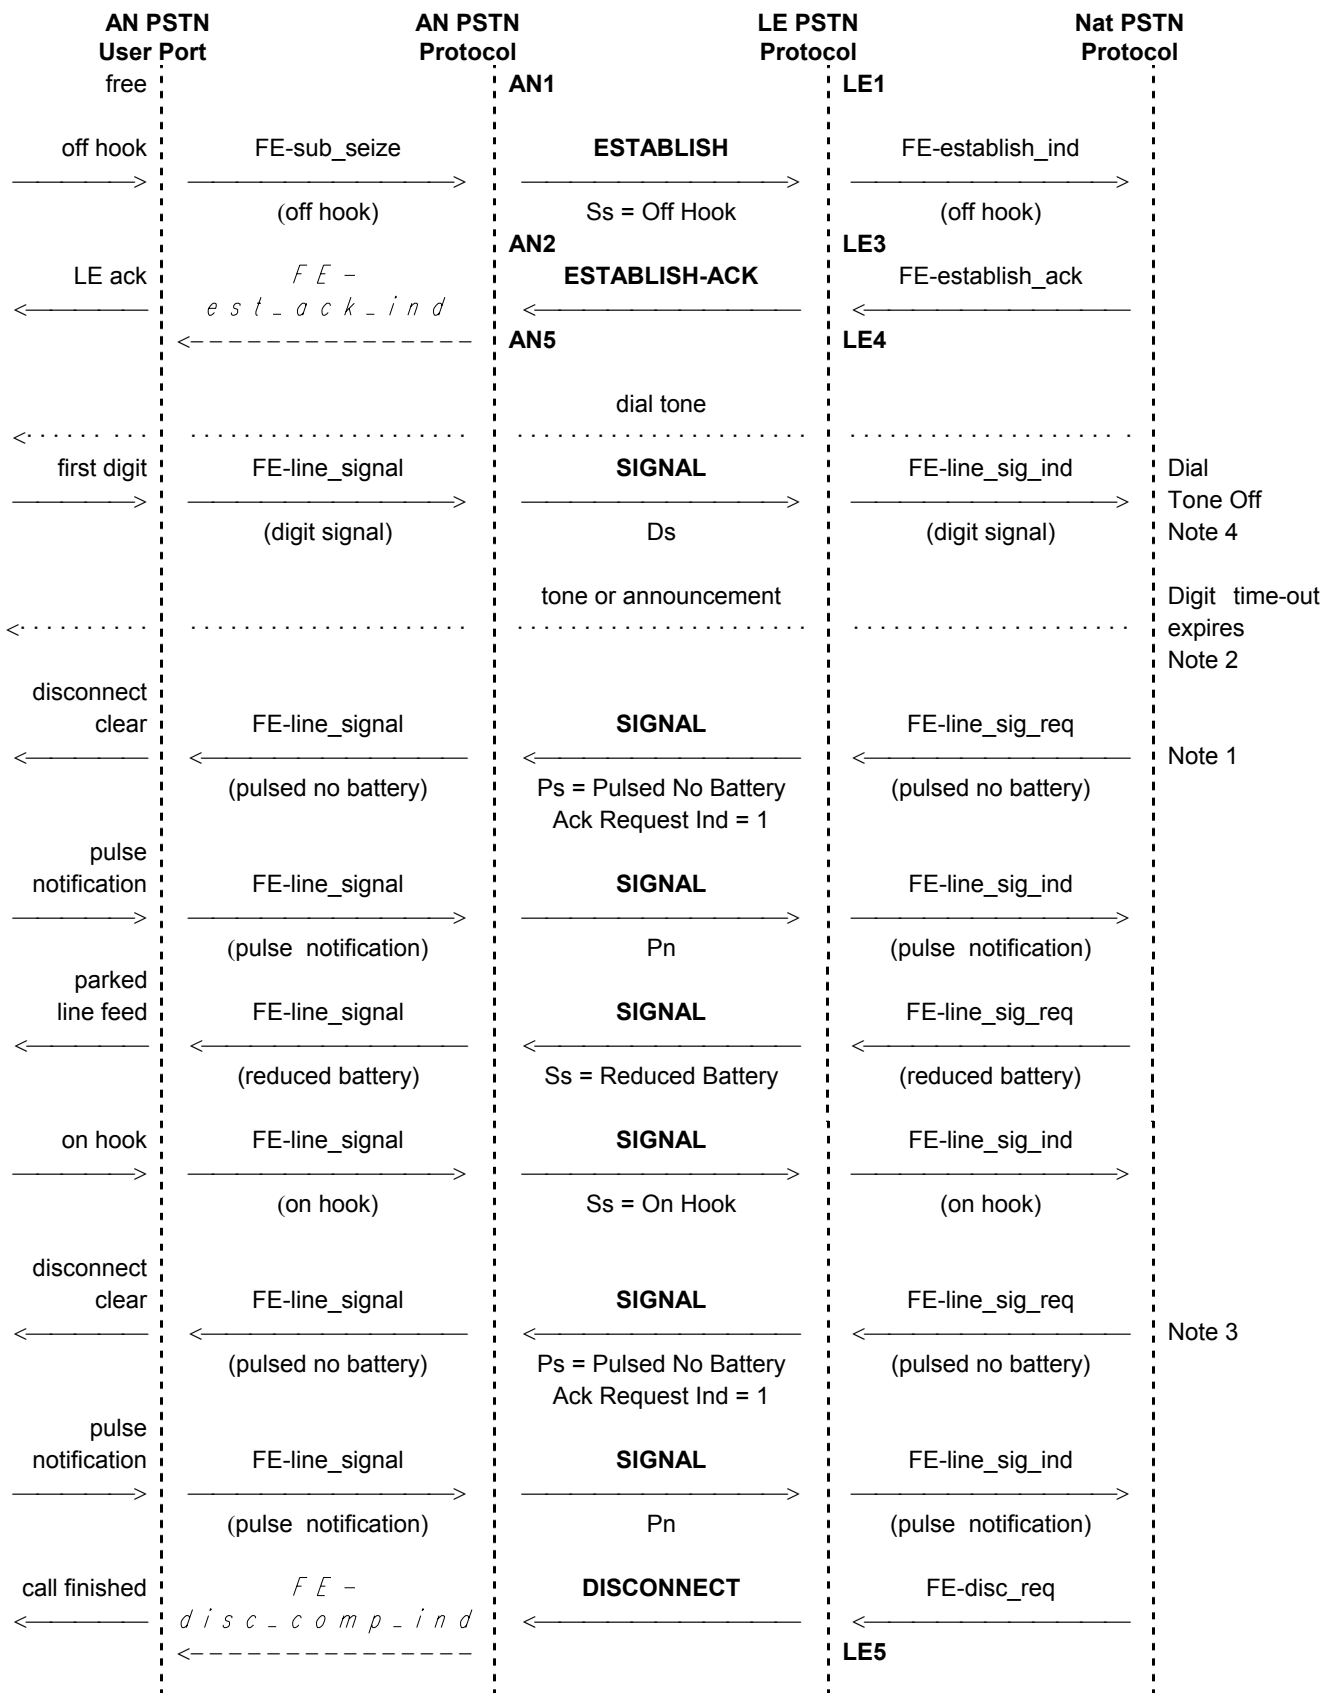 AN PSTN AN PSTN LE PSTN Nat PSTN
User Port Protocol Protocol Protocol
free AN1 LE1
off hook FE-sub_seize ESTABLISH FE-establish_ind
(off hook) Ss = Off Hook (off hook)
AN2 LE3
LE ack FE- ESTABLISH-ACK FE-establish_ack
est_ack_ind
AN5 LE4
dial tone
first digit FE-line_signal SIGNAL FE-line_sig_ind Dial
Tone Off
(digit signal) Ds (digit signal) Note 4
tone or announcement Digit time-out
expires
Note 2
disconnect
clear FE-line_signal SIGNAL FE-line_sig_req
Note 1
(pulsed no battery) Ps = Pulsed No Battery (pulsed no battery)
Ack Request Ind = 1
pulse
notification FE-line_signal SIGNAL FE-line_sig_ind
(pulse notification) Pn (pulse notification)
parked
line feed FE-line_signal SIGNAL FE-line_sig_req
(reduced battery) Ss = Reduced Battery (reduced battery)
on hook FE-line_signal SIGNAL FE-line_sig_ind
(on hook) Ss = On Hook (on hook)
disconnect
clear FE-line_signal SIGNAL FE-line_sig_req
Note 3
(pulsed no battery) Ps = Pulsed No Battery (pulsed no battery)
Ack Request Ind = 1
pulse
notification FE-line_signal SIGNAL FE-line_sig_ind
(pulse notification) Pn (pulse notification)
call finished FE- DISCONNECT FE-disc_req
disc_comp_ind
LE5